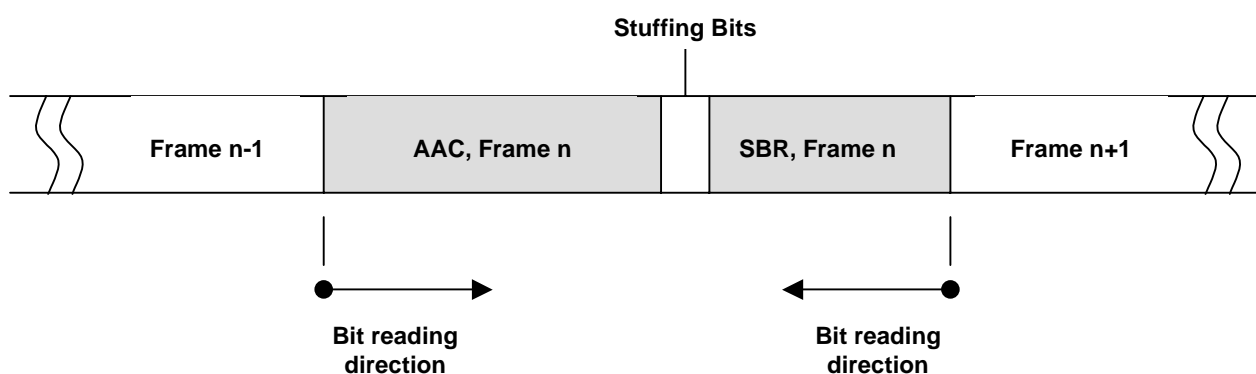 Stuffing Bits
Frame n-1
AAC, Frame n
SBR, Frame n
Frame n+1
Bit reading
direction
Bit reading
direction